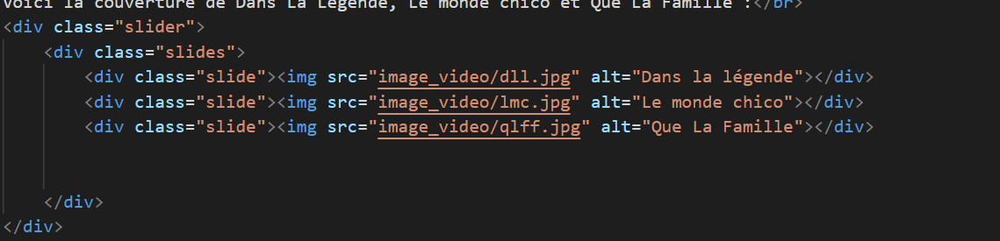 Voici la couverture de Dans La Légende, Le monde chico et Que La Famille :</br>
<div class="slider">
<div class="slides">
<div class="slide"><img src="image_video/dll.jpg" alt="Dans la légende"></div>
<div class="slide"><img src="image_video/lmc.jpg" alt="Le monde chico"></div>
<div class="slide"><img src="image_video/qlff.jpg" alt="Que La Famille"></div>
</div>
</div>